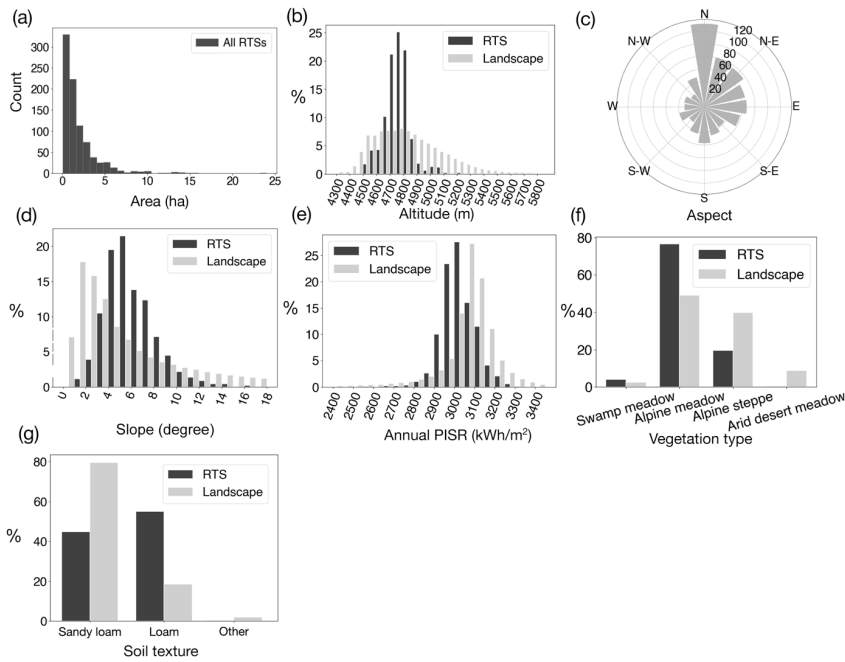 (a)
All RTSs
Count
300
250
200
150
100
50
0
0 5 10 15 20 25
Area (ha)
(b)
RTS
Landscape
%
25
20
15
10
5
0
4300 4400 4500 4600 4700 4800 4900 5000 5100 5200 5300 5400 5500 5600 5700 5800
Altitude (m)
(c)
N
N-E
E
S-E
S
S-W
W
N-W
120
100
80
60
40
20
Aspect
(d)
RTS
Landscape
%
20
15
10
5
0
0 2 4 6 8 10 12 14 16 18
Slope (degree)
(e)
RTS
Landscape
%
25
20
15
10
5
0
2400 2500 2600 2700 2800 2900 3000 3100 3200 3300 3400
Annual PISR (kWh/m²)
(f)
RTS
Landscape
%
80
60
40
20
0
Swamp meadow
Alpine meadow
Alpine steppe
Arid desert meadow
Vegetation type
(g)
RTS
Landscape
%
80
60
40
20
0
Sandy loam Loam Other
Soil texture